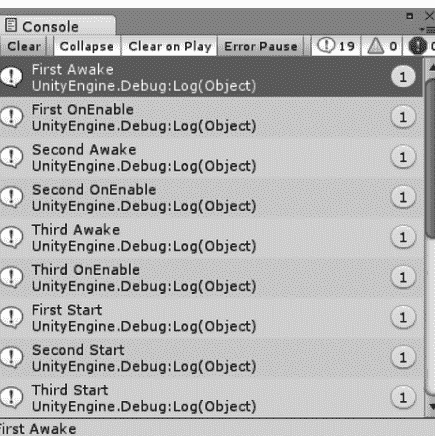 Console
Clear Collapse Clear on Play Error Pause 19 0 0
First Awake
UnityEngine.Debug:Log(Object)
1
First OnEnable
UnityEngine.Debug:Log(Object)
1
Second Awake
UnityEngine.Debug:Log(Object)
1
Second OnEnable
UnityEngine.Debug:Log(Object)
1
Third Awake
UnityEngine.Debug:Log(Object)
1
Third OnEnable
UnityEngine.Debug:Log(Object)
1
First Start
UnityEngine.Debug:Log(Object)
1
Second Start
UnityEngine.Debug:Log(Object)
1
Third Start
UnityEngine.Debug:Log(Object)
1
First Awake